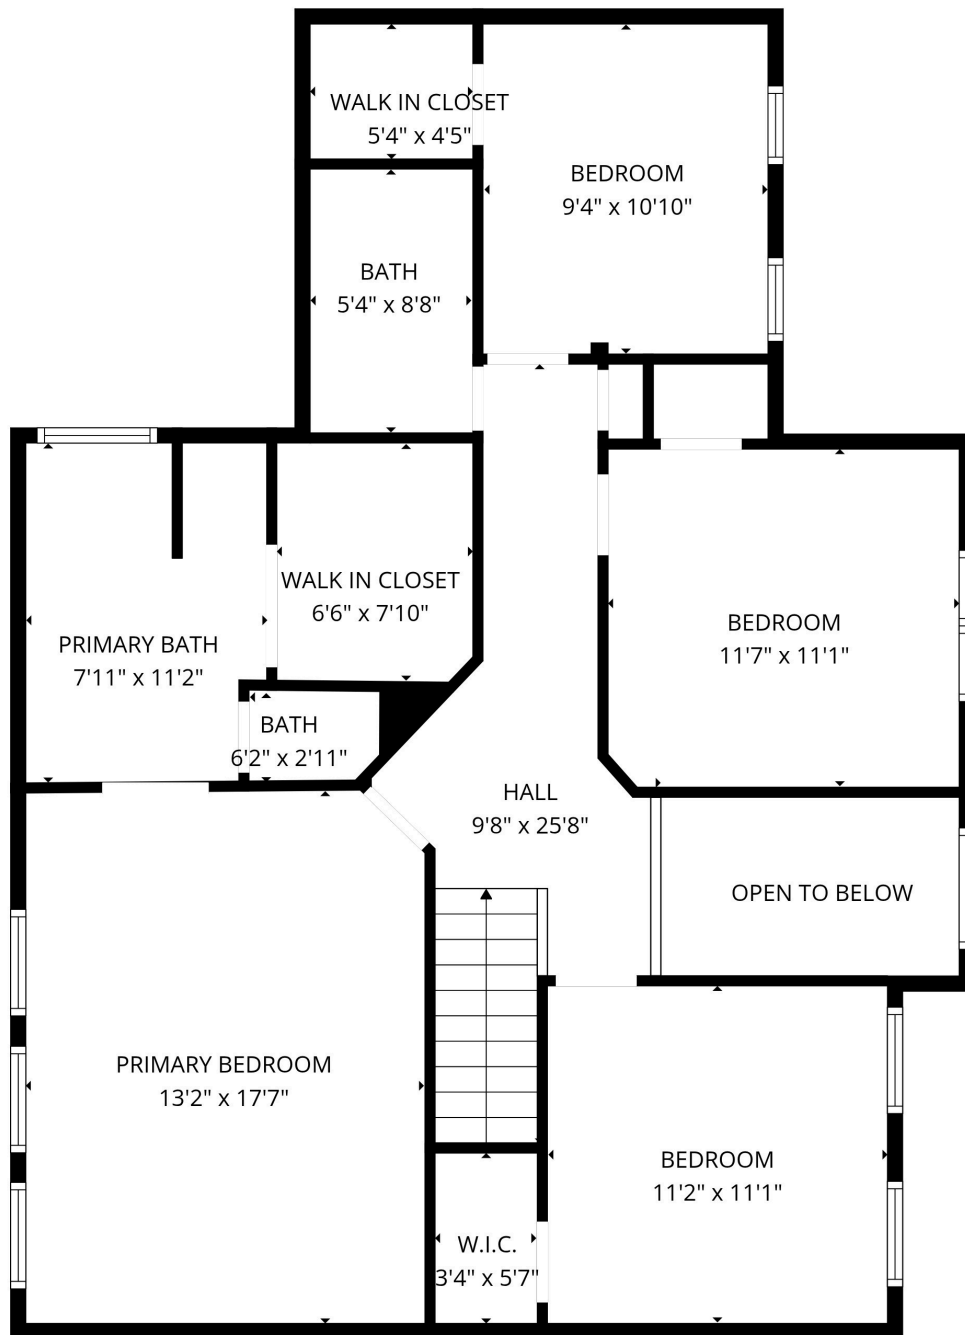 WALK IN CLOSET
5'4" x 4'5"
BEDROOM
9'4" x 10'10"
BATH
5'4" x 8'8"
WALK IN CLOSET
6'6" x 7'10"
PRIMARY BATH
7'11" x 11'2"
BEDROOM
11'7" x 11'1"
BATH
6'2" x 2'11"
HALL
9'8" x 25'8"
OPEN TO BELOW
PRIMARY BEDROOM
13'2" x 17'7"
BEDROOM
11'2" x 11'1"
W.I.C.
3'4" x 5'7"